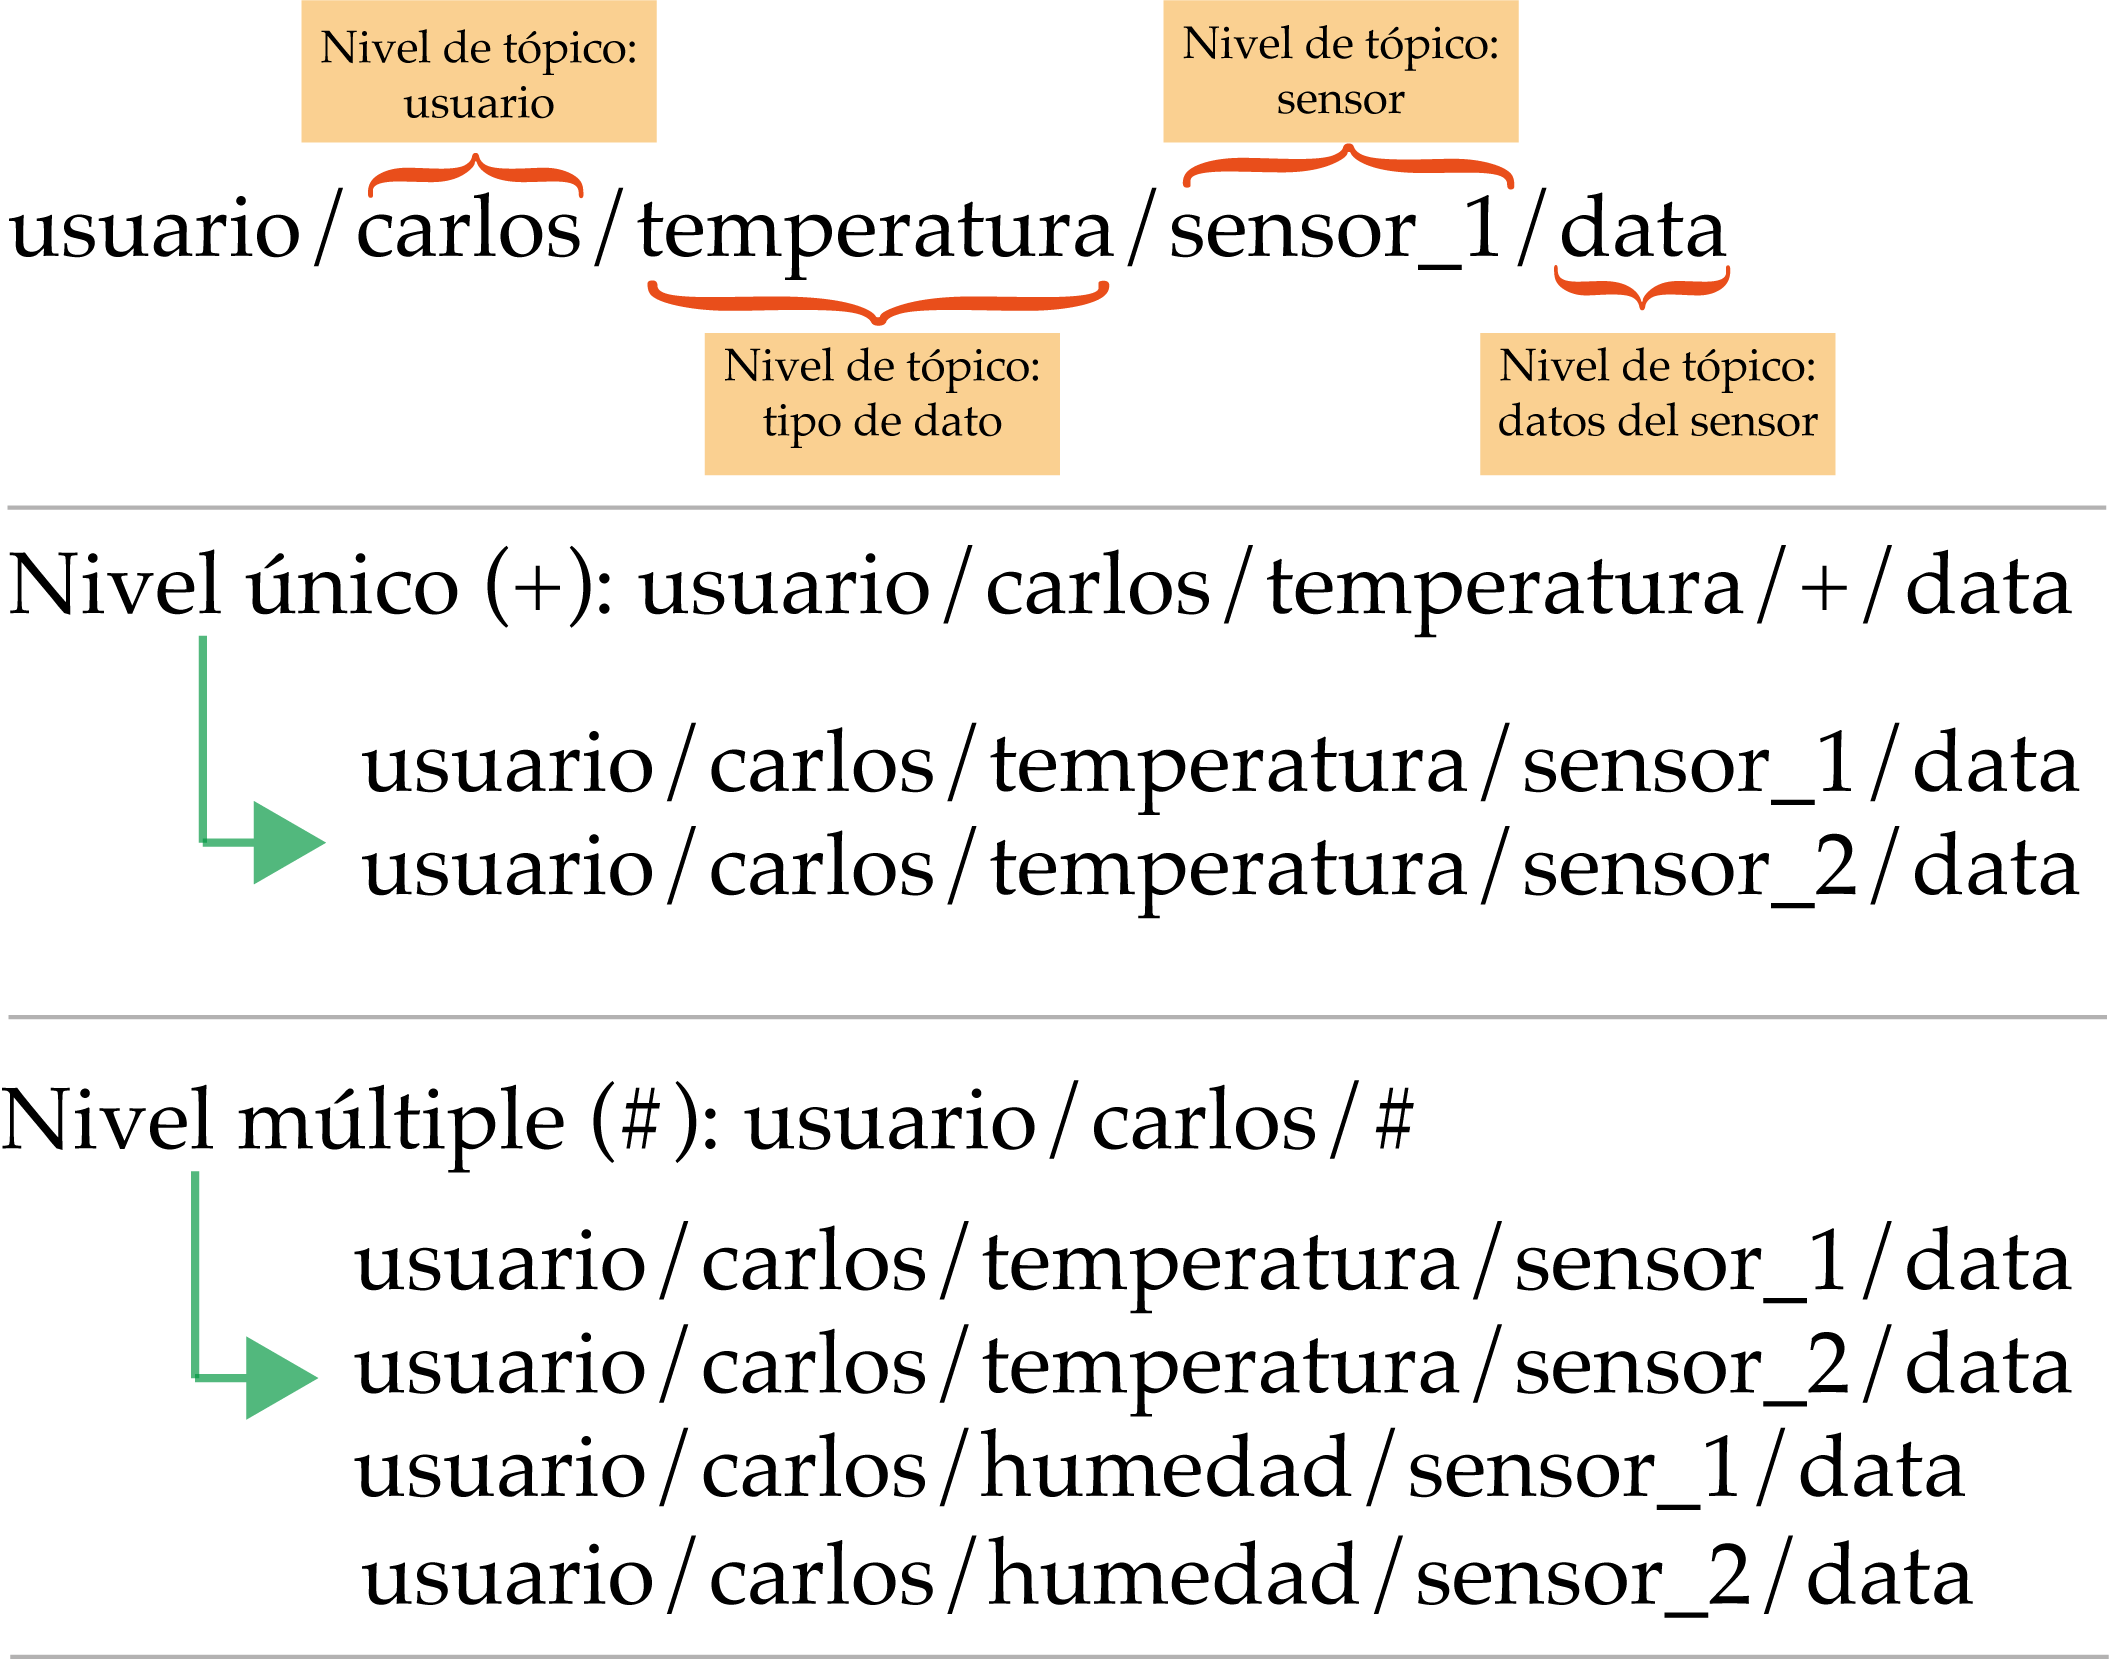 Nivel de tópico:
usuario
Nivel de tópico:
sensor
usuario/carlos/temperatura/sensor_1/data
Nivel de tópico:
tipo de dato
Nivel de tópico:
datos del sensor
Nivel único (+): usuario/carlos/temperatura/+/data
usuario/carlos/temperatura/sensor_1/data
usuario/carlos/temperatura/sensor_2/data
Nivel múltiple (#): usuario/carlos/#
usuario/carlos/temperatura/sensor_1/data
usuario/carlos/temperatura/sensor_2/data
usuario/carlos/humedad/sensor_1/data
usuario/carlos/humedad/sensor_2/data